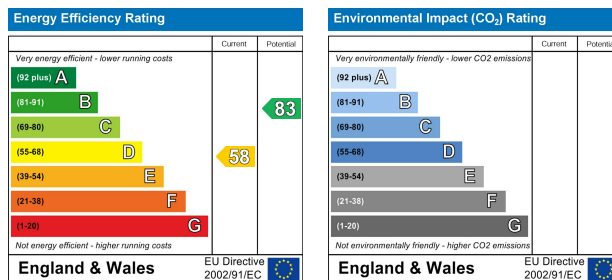 Energy Efficiency Rating
Current Potential
Very energy efficient - lower running costs
(92 plus) A
(81-91) B
83
(69-80) C
(55-68) D
58
(39-54) E
(21-38) F
(1-20) G
Not energy efficient - higher running costs
England & Wales
EU Directive
2002/91/EC
Environmental Impact (CO₂) Rating
Current Potentia
Very environmentally friendly - lower CO2 emissions
(92 plus) A
(81-91) B
(69-80) C
(55-68) D
(39-54) E
(21-38) F
(1-20) G
Not environmentally friendly - higher CO2 emissions
England & Wales
EU Directive
2002/91/EC